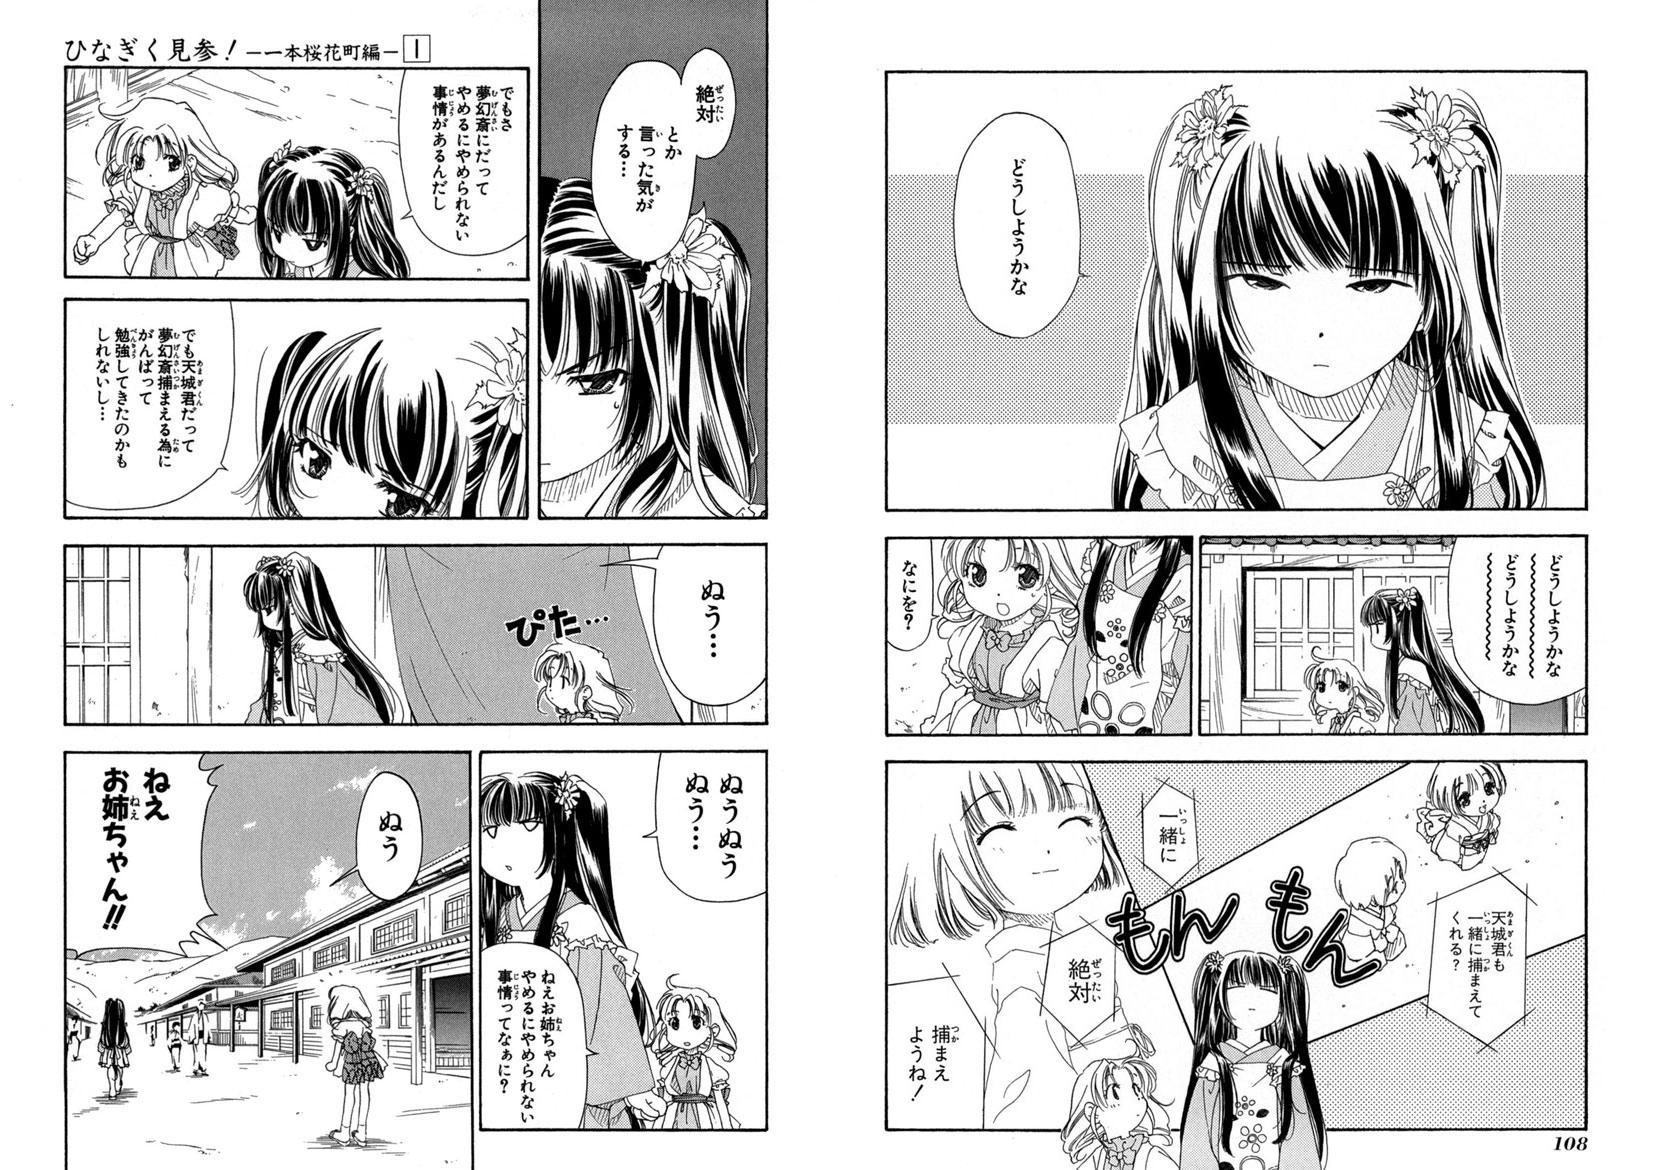 どうしようかな
どうしようかな
どうしようかな
なにを？
天城君も
一緒に捕まえて
くれる？
もんもん
一緒に
絶対
捕まえ
ようね！
108
ひなぎく見参！ ―一本桜花町編― 1
絶対
とか
言った気が
する…
でもさ
夢幻斎にだって
やめるにやめられない
事情があるんだし
でも天城君だって
夢幻斎捕まえる為に
がんばって
勉強してきたのかも
しれないし…
ぬぅ…
ぴた…
ぬぅぬぅ
ぬぅ…
ねえお姉ちゃん
やめるにやめられない
事情ってなぁに？
ぬぅ
ねえ
お姉ちゃん!!